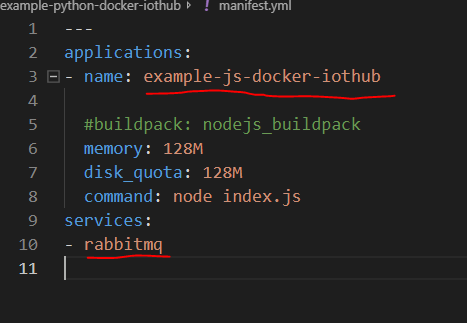 example-python-docker-iothub > ! manifest.yml
1 ---
2 applications:
3 - name: example-js-docker-iothub
4
5 #buildpack: nodejs_buildpack
6 memory: 128M
7 disk_quota: 128M
8 command: node index.js
9 services:
10 - rabbitmq
11